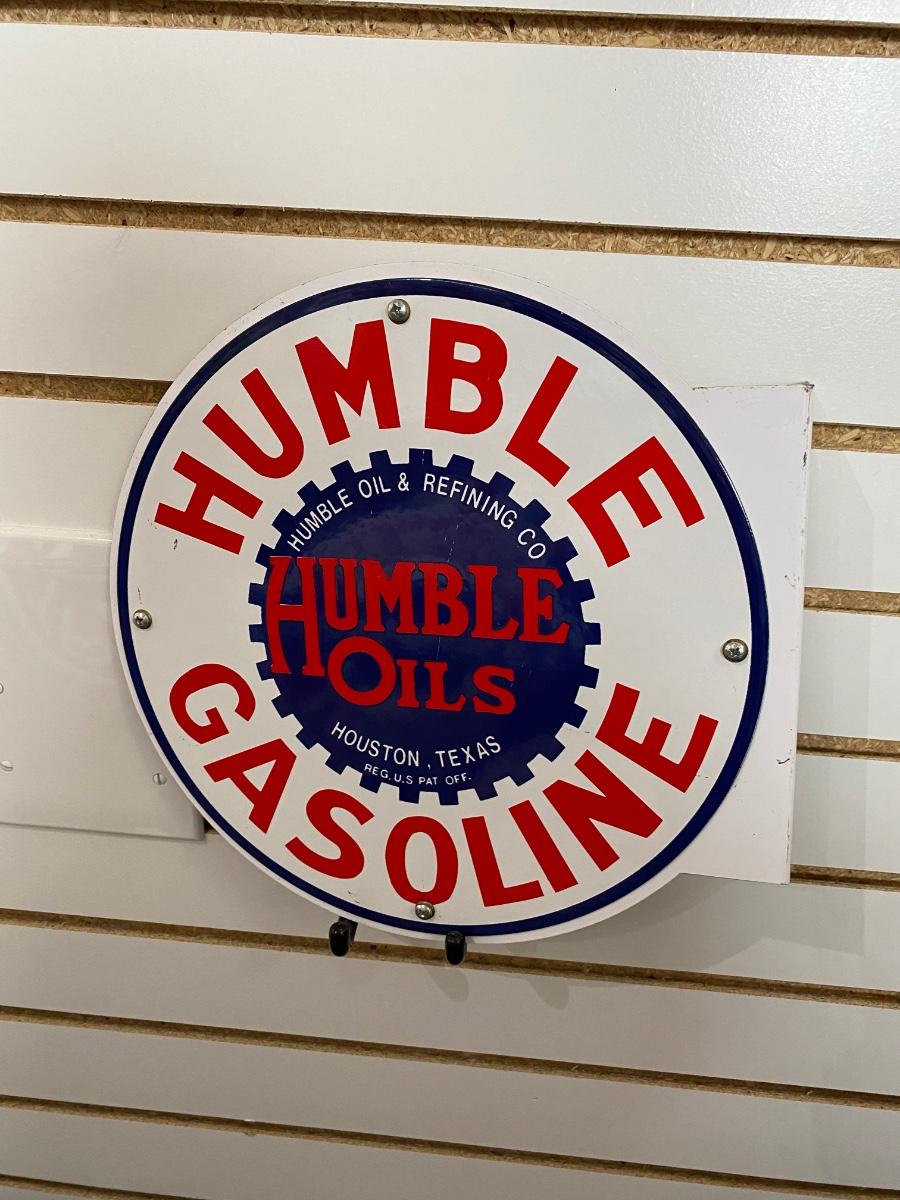 HUMBLE
HUMBLE OIL & REFINING CO
HUMBLE
OILS
HOUSTON, TEXAS
REG. U.S PAT OFF.
GASOLINE